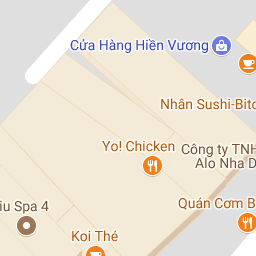 Cửa Hàng Hiền Vương
Nhân Sushi-Bito
Yo! Chicken
Công ty TNH
Alo Nha D
Quán Cơm B
iu Spa 4
Koi Thé